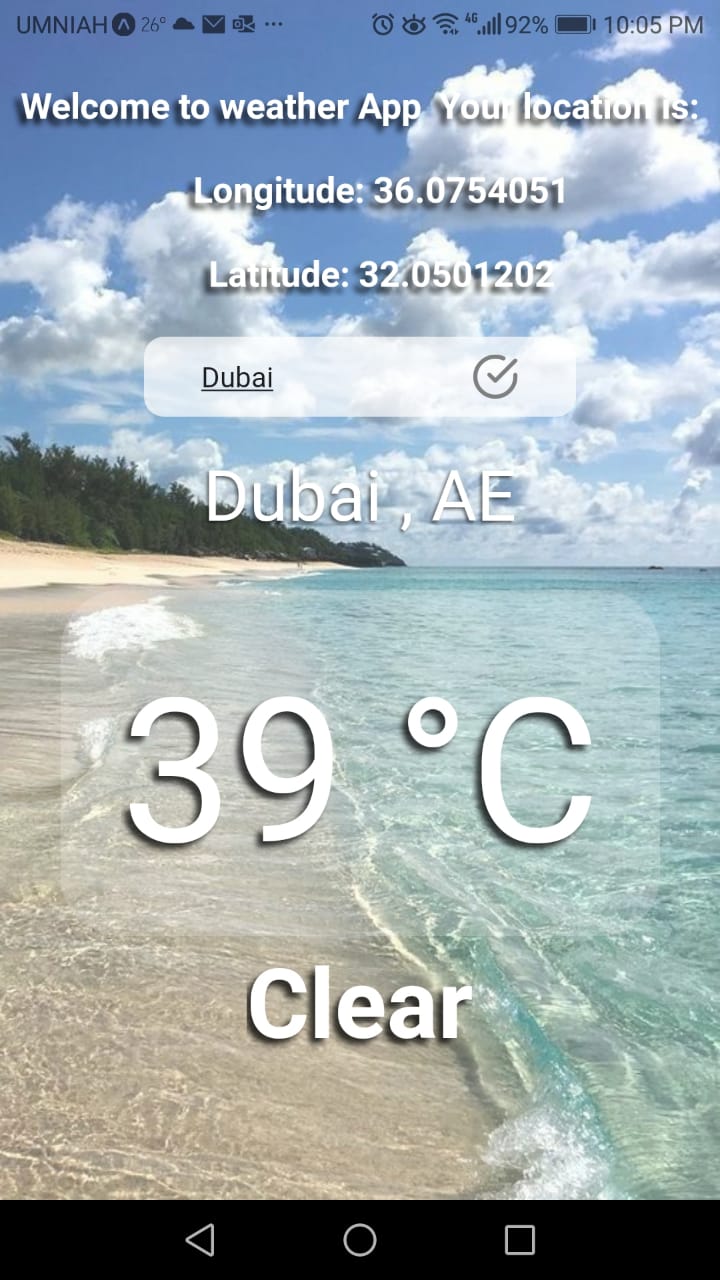 UMNIAH 26° 4G 92% 10:05 PM
Welcome to weather App Your location is:
Longitude: 36.0754051
Latitude: 32.0501202
Dubai
Dubai , AE
39 °C
Clear